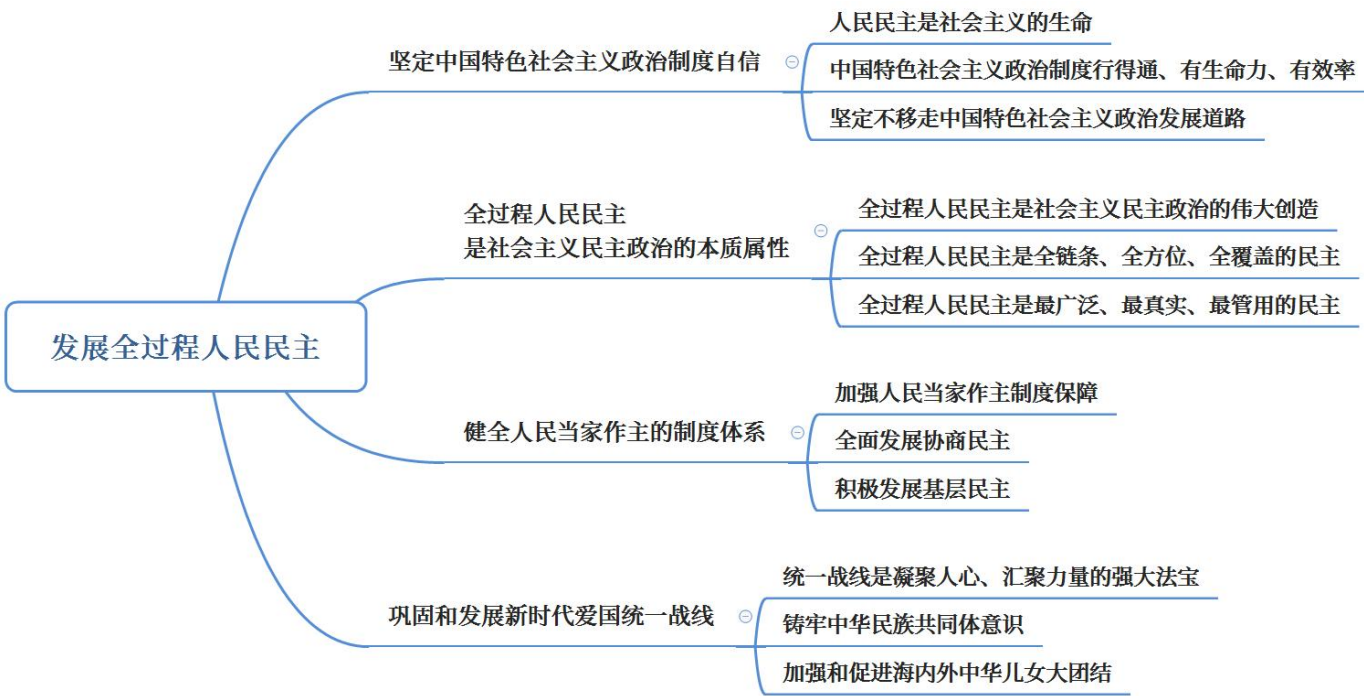 发展全过程人民民主
坚定中国特色社会主义政治制度自信
人民民主是社会主义的生命
中国特色社会主义政治制度行得通、有生命力、有效率
坚定不移走中国特色社会主义政治发展道路
全过程人民民主
是社会主义民主政治的本质属性
全过程人民民主是社会主义民主政治的伟大创造
全过程人民民主是全链条、全方位、全覆盖的民主
全过程人民民主是最广泛、最真实、最管用的民主
健全人民当家作主的制度体系
加强人民当家作主制度保障
全面发展协商民主
积极发展基层民主
巩固和发展新时代爱国统一战线
统一战线是凝聚人心、汇聚力量的强大法宝
铸牢中华民族共同体意识
加强和促进海内外中华儿女大团结